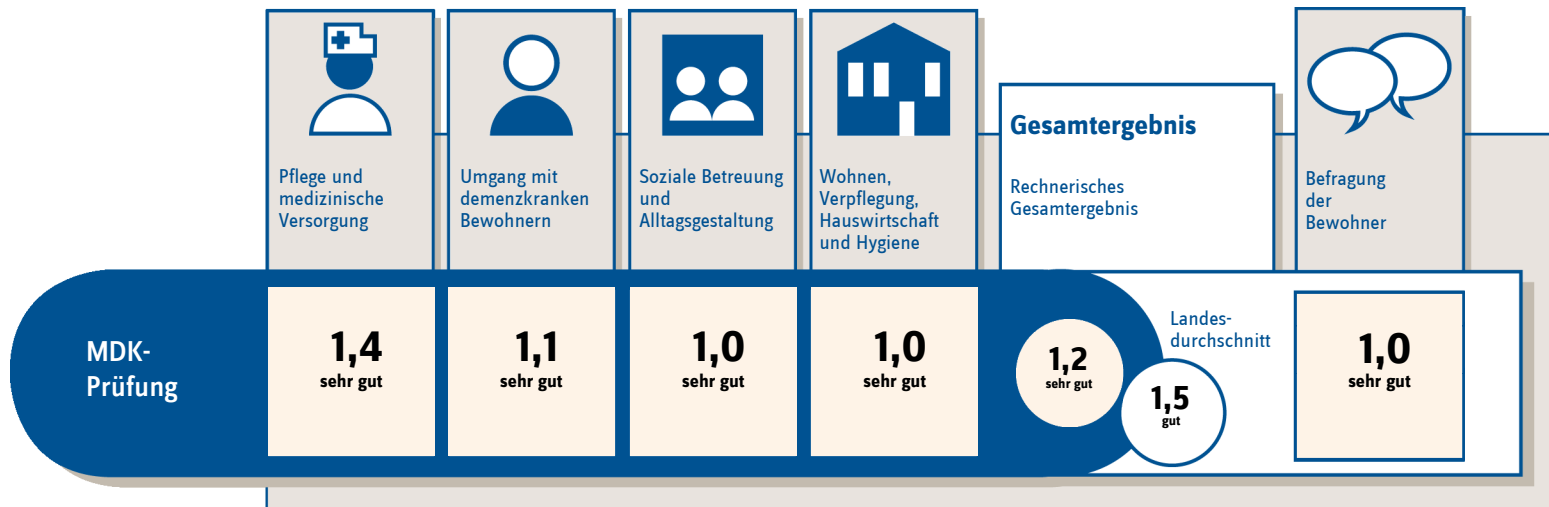 Pflege und
medizinische
Versorgung
Umgang mit
demenzkranken
Bewohnern
Soziale Betreuung
und
Alltagsgestaltung
Wohnen,
Verpflegung,
Hauswirtschaft
und Hygiene
Gesamtergebnis
Rechnerisches
Gesamtergebnis
Befragung
der
Bewohner
MDK-
Prüfung
1,4
sehr gut
1,1
sehr gut
1,0
sehr gut
1,0
sehr gut
1,2
sehr gut
Landes-
durchschnitt
1,5
gut
1,0
sehr gut